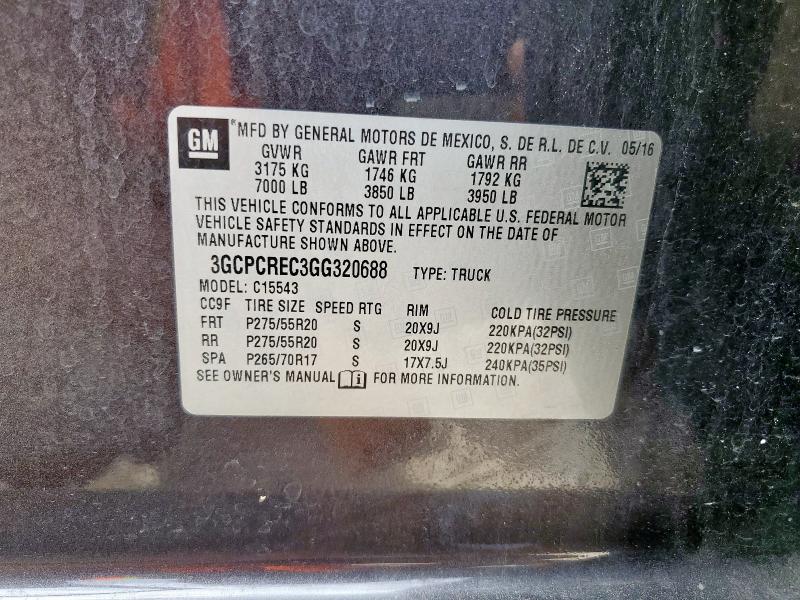 GM ® MFD BY GENERAL MOTORS DE MEXICO, S. DE R.L. DE C.V. 05/16
GVWR GAWR FRT GAWR RR
3175 KG 1746 KG 1792 KG
7000 LB 3850 LB 3950 LB
THIS VEHICLE CONFORMS TO ALL APPLICABLE U.S. FEDERAL MOTOR
VEHICLE SAFETY STANDARDS IN EFFECT ON THE DATE OF
MANUFACTURE SHOWN ABOVE.
3GCPCREC3GG320688 TYPE: TRUCK
MODEL: C15543
CC9F TIRE SIZE SPEED RTG RIM COLD TIRE PRESSURE
FRT P275/55R20 S 20X9J 220KPA(32PSI)
RR P275/55R20 S 20X9J 220KPA(32PSI)
SPA P265/70R17 S 17X7.5J 240KPA(35PSI)
SEE OWNER'S MANUAL i FOR MORE INFORMATION.